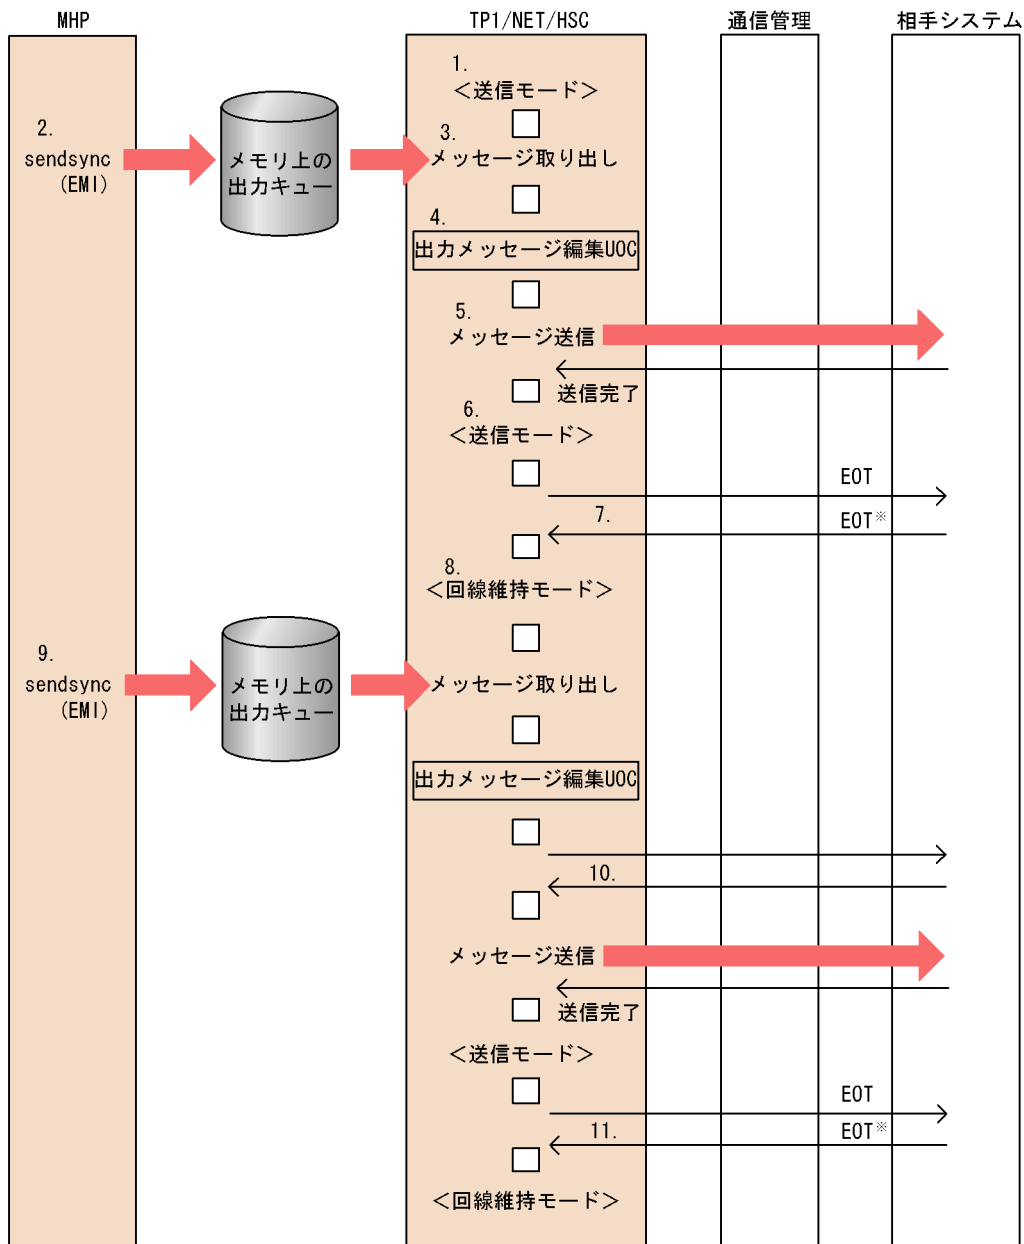 MHP
TP1/NET/HSC
通信管理
相手システム
1.
＜送信モード＞
2.
sendsync
(EMI)
メモリ上の
出力キュー
3.
メッセージ取り出し
4.
出力メッセージ編集UOC
5.
メッセージ送信
送信完了
6.
＜送信モード＞
EOT
7.
EOT※
8.
＜回線維持モード＞
9.
sendsync
(EMI)
メモリ上の
出力キュー
メッセージ取り出し
出力メッセージ編集UOC
10.
メッセージ送信
送信完了
＜送信モード＞
EOT
11.
EOT※
＜回線維持モード＞